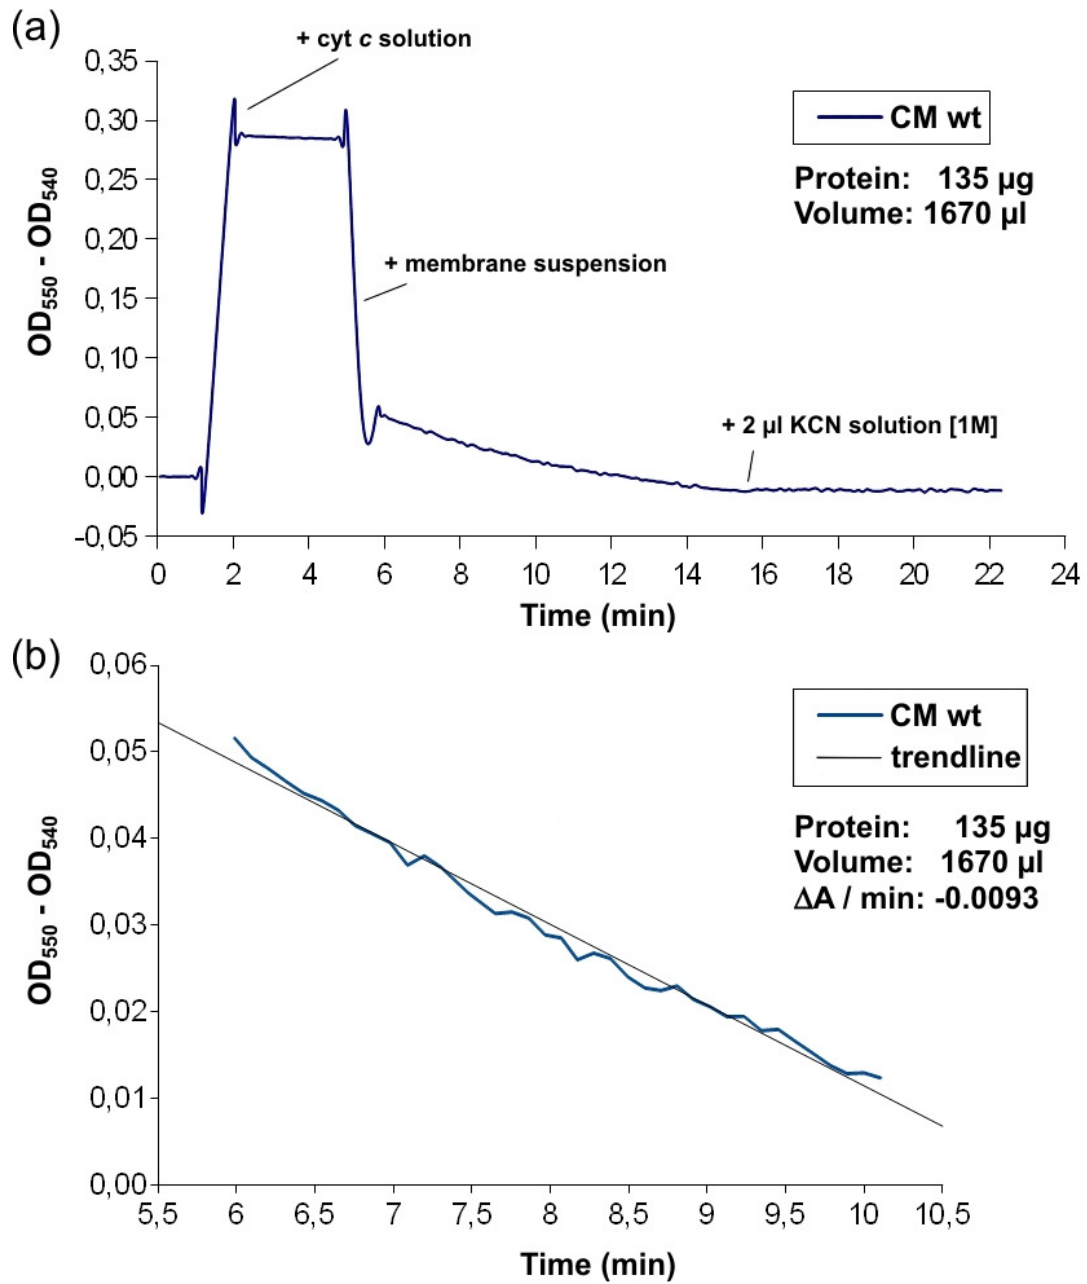 (a)
+ cyt c solution
0,35
0,30
0,25
0,20
0,15
0,10
0,05
0,00
-0,05
OD550 - OD540
CM wt
Protein: 135 µg
Volume: 1670 µl
+ membrane suspension
+ 2 µl KCN solution [1M]
0 2 4 6 8 10 12 14 16 18 20 22 24
Time (min)
(b)
0,06
0,05
0,04
0,03
0,02
0,01
0,00
OD550 - OD540
CM wt
trendline
Protein: 135 µg
Volume: 1670 µl
ΔA / min: -0.0093
5,5 6 6,5 7 7,5 8 8,5 9 9,5 10 10,5
Time (min)